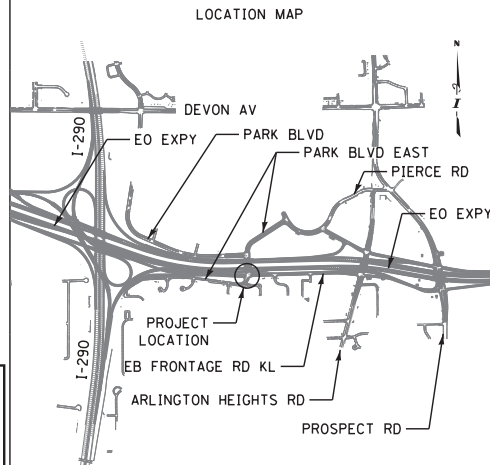 LOCATION MAP
N
DEVON AV
I-290
EO EXPY
PARK BLVD
PARK BLVD EAST
PIERCE RD
EO EXPY
PROJECT
LOCATION
EB FRONTAGE RD KL
I-290
ARLINGTON HEIGHTS RD
PROSPECT RD